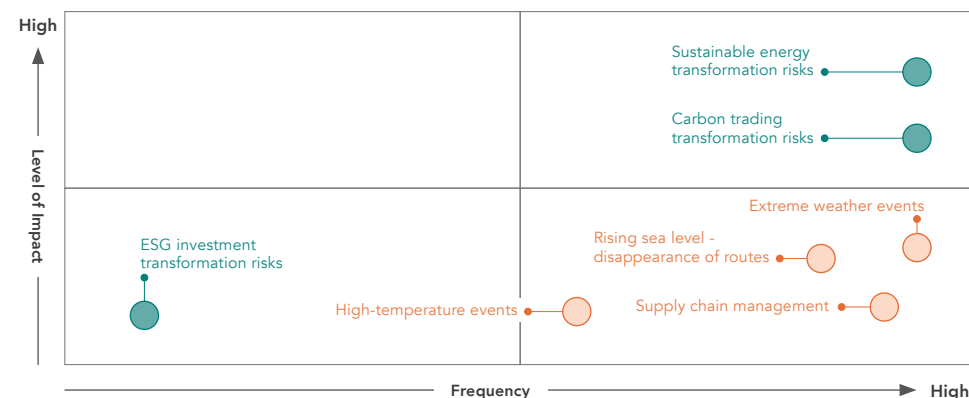 High
Sustainable energy
transformation risks
Carbon trading
transformation risks
Level of Impact
Extreme weather events
Rising sea level -
disappearance of routes
ESG investment
transformation risks
High-temperature events
Supply chain management
Frequency
High